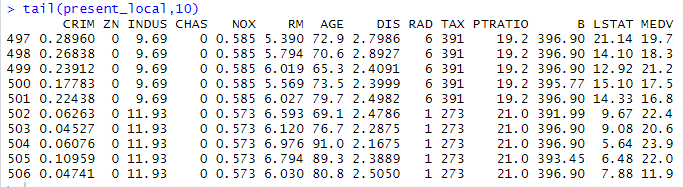 > tail(present_local,10)
CRIM ZN INDUS CHAS NOX RM AGE DIS RAD TAX PTRATIO B LSTAT MEDV
497 0.28960 0 9.69 0 0.585 5.390 72.9 2.7986 6 391 19.2 396.90 21.14 19.7
498 0.26838 0 9.69 0 0.585 5.794 70.6 2.8927 6 391 19.2 396.90 14.10 18.3
499 0.23912 0 9.69 0 0.585 6.019 65.3 2.4091 6 391 19.2 396.90 12.92 21.2
500 0.17783 0 9.69 0 0.585 5.569 73.5 2.3999 6 391 19.2 395.77 15.10 17.5
501 0.22438 0 9.69 0 0.585 6.027 79.7 2.4982 6 391 19.2 396.90 14.33 16.8
502 0.06263 0 11.93 0 0.573 6.593 69.1 2.4786 1 273 21.0 391.99 9.67 22.4
503 0.04527 0 11.93 0 0.573 6.120 76.7 2.2875 1 273 21.0 396.90 9.08 20.6
504 0.06076 0 11.93 0 0.573 6.976 91.0 2.1675 1 273 21.0 396.90 5.64 23.9
505 0.10959 0 11.93 0 0.573 6.794 89.3 2.3889 1 273 21.0 393.45 6.48 22.0
506 0.04741 0 11.93 0 0.573 6.030 80.8 2.5050 1 273 21.0 396.90 7.88 11.9